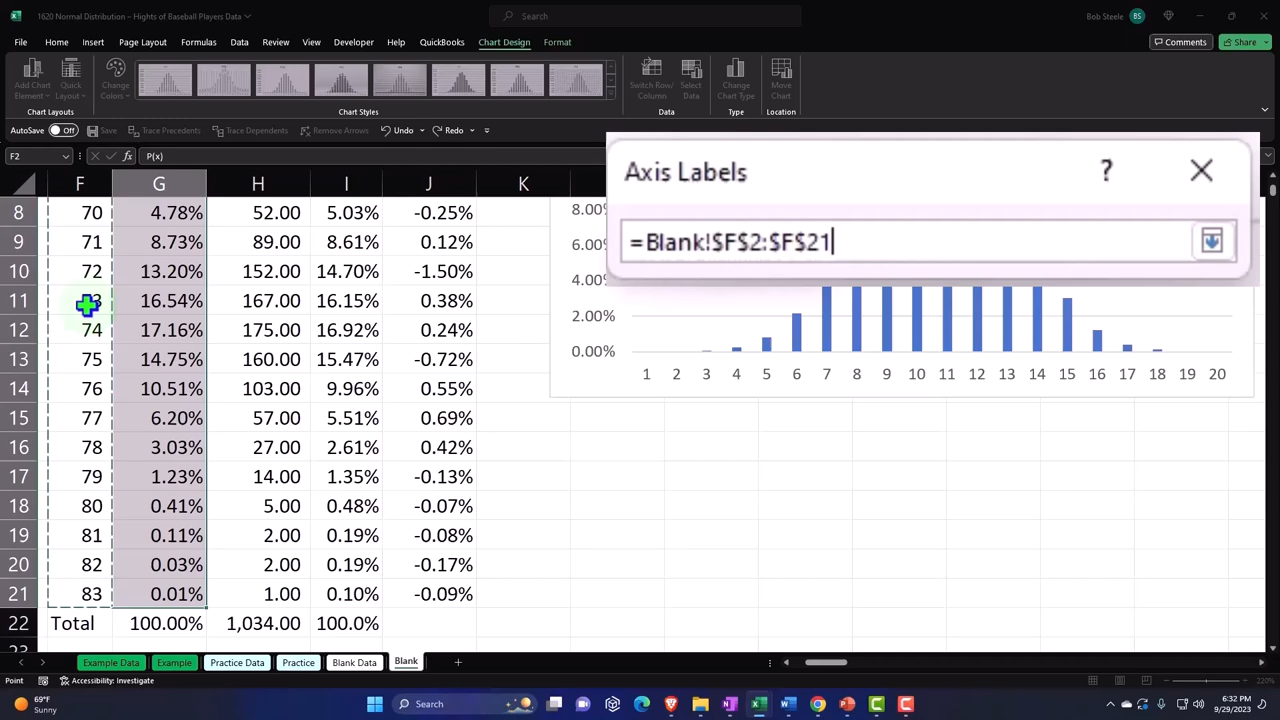 1620 Normal Distribution – Hights of Baseball Players Data
Search
Bob Steele BS
File Home Insert Page Layout Formulas Data Review View Developer Help QuickBooks Chart Design Format
Comments Share
Add Chart Element
Quick Layout
Change Colors
Switch Row/ Column
Select Data
Change Chart Type
Move Chart
Chart Layouts Chart Styles Data Type Location
AutoSave Off Save Trace Precedents Trace Dependents Remove Arrows Undo Redo
F2 fx P(x)
Axis Labels ? 
=Blank!$F$2:$F$21
F G H I J K
8 70 4.78% 52.00 5.03% -0.25%
9 71 8.73% 89.00 8.61% 0.12%
10 72 13.20% 152.00 14.70% -1.50%
11 3 16.54% 167.00 16.15% 0.38%
12 74 17.16% 175.00 16.92% 0.24%
13 75 14.75% 160.00 15.47% -0.72%
14 76 10.51% 103.00 9.96% 0.55%
15 77 6.20% 57.00 5.51% 0.69%
16 78 3.03% 27.00 2.61% 0.42%
17 79 1.23% 14.00 1.35% -0.13%
18 80 0.41% 5.00 0.48% -0.07%
19 81 0.11% 2.00 0.19% -0.08%
20 82 0.03% 2.00 0.19% -0.17%
21 83 0.01% 1.00 0.10% -0.09%
22 Total 100.00% 1,034.00 100.0%
8.00%
6.00%
4.00%
2.00%
0.00%
1 2 3 4 5 6 7 8 9 10 11 12 13 14 15 16 17 18 19 20
Example Data Example Practice Data Practice Blank Data Blank
Point Accessibility: Investigate 220%
69°F
Sunny
Search
6:32 PM
9/29/2023